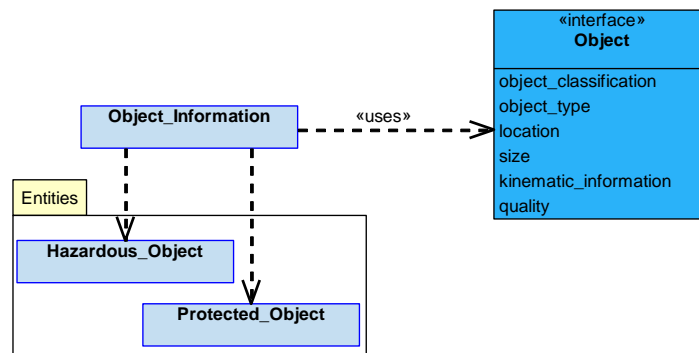 «interface»
Object
object_classification
object_type
location
size
kinematic_information
quality
Object_Information
«uses»
Entities
Hazardous_Object
Protected_Object